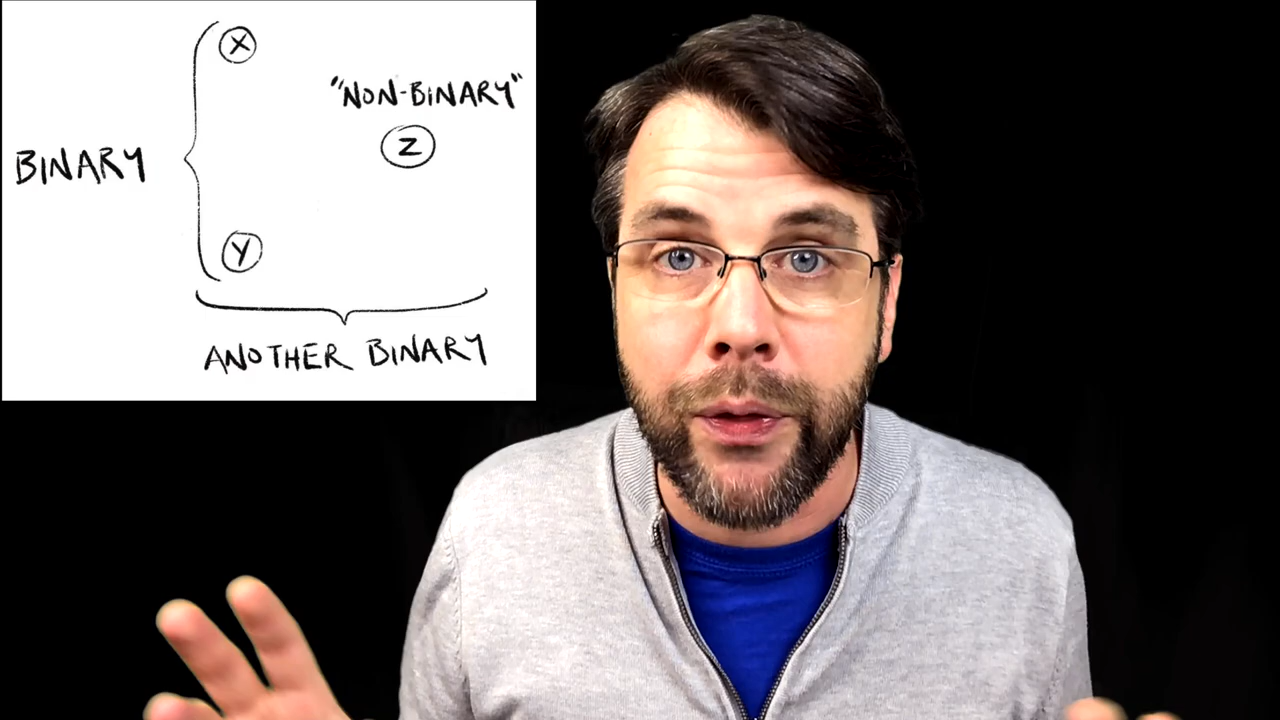 X
"NON-BINARY"
Z
BINARY
Y
ANOTHER BINARY